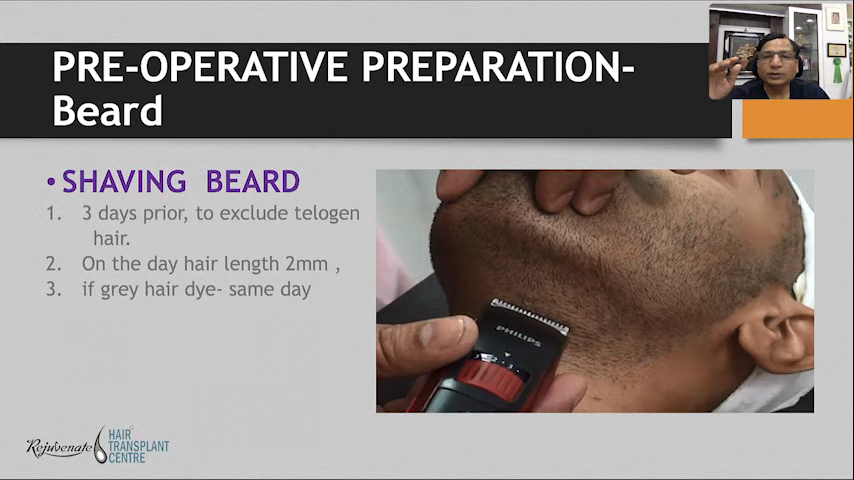 PRE-OPERATIVE PREPARATION-
Beard
• SHAVING BEARD
1. 3 days prior, to exclude telogen
hair.
2. On the day hair length 2mm ,
3. if grey hair dye- same day
PHILIPS
Rejuvenate
HAIR
TRANSPLANT
CENTRE